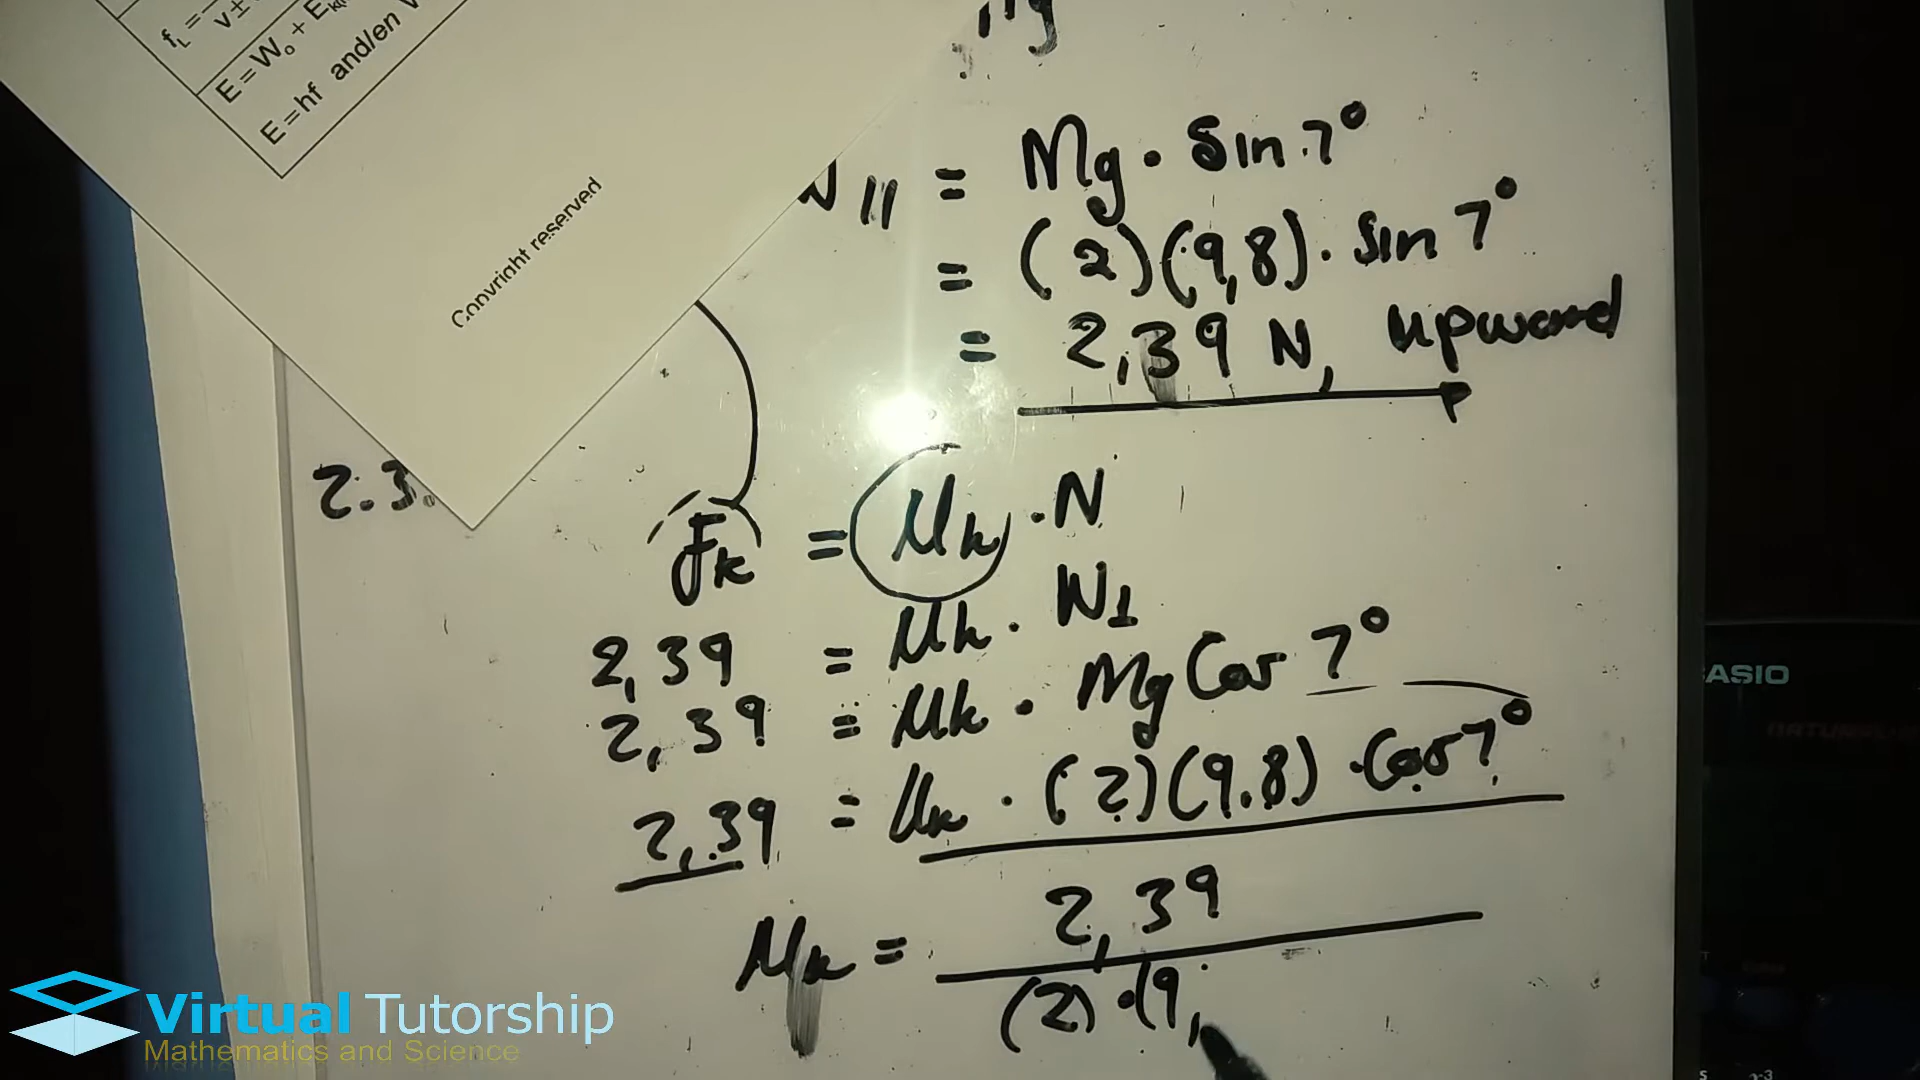 fL =
v±
E = W₀ + Ek
E = hf and/en
Copyright reserved
W// = Mg · Sin 7°
= (2)(9,8) · Sin 7°
= 2,39 N, upward
2.3.
fk = μk · N
2,39 = μk · W⊥
2,39 = μk · Mg Cos 7°
2,39 = μk · (2)(9.8) · Cos 7°
μk = 2,39
(2) · (9,
CASIO
Virtual Tutorship
Mathematics and Science